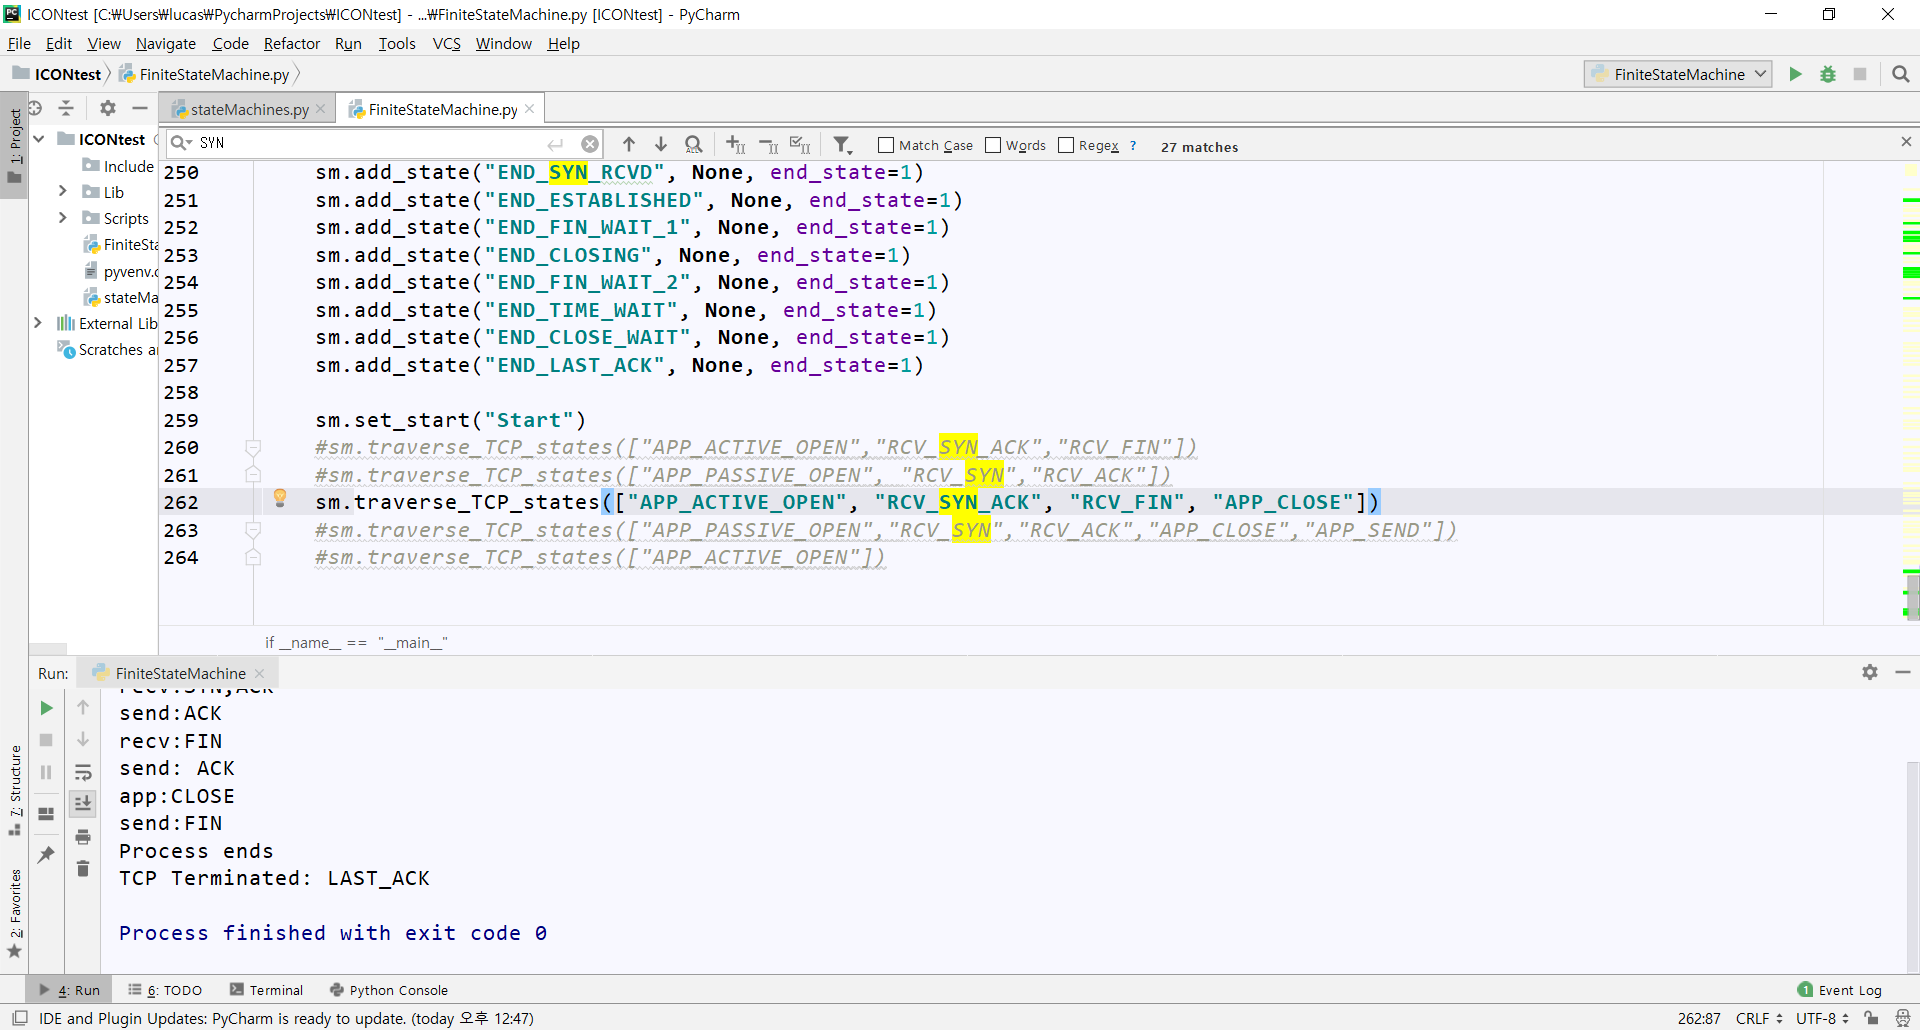 ICONtest [C:₩Users₩lucas₩PycharmProjects₩ICONtest] - ...₩FiniteStateMachine.py [ICONtest] - PyCharm
File Edit View Navigate Code Refactor Run Tools VCS Window Help
ICONtest FiniteStateMachine.py
FiniteStateMachine
1: Project
stateMachines.py FiniteStateMachine.py
ICONtest
Include
Lib
Scripts
FiniteSta
pyvenv.c
stateMa
External Lib
Scratches a
SYN
Match Case Words Regex ? 27 matches
250 sm.add_state("END_SYN_RCVD", None, end_state=1)
251 sm.add_state("END_ESTABLISHED", None, end_state=1)
252 sm.add_state("END_FIN_WAIT_1", None, end_state=1)
253 sm.add_state("END_CLOSING", None, end_state=1)
254 sm.add_state("END_FIN_WAIT_2", None, end_state=1)
255 sm.add_state("END_TIME_WAIT", None, end_state=1)
256 sm.add_state("END_CLOSE_WAIT", None, end_state=1)
257 sm.add_state("END_LAST_ACK", None, end_state=1)
258
259 sm.set_start("Start")
260 #sm.traverse_TCP_states(["APP_ACTIVE_OPEN","RCV_SYN_ACK","RCV_FIN"])
261 #sm.traverse_TCP_states(["APP_PASSIVE_OPEN", "RCV_SYN","RCV_ACK"])
262 sm.traverse_TCP_states(["APP_ACTIVE_OPEN", "RCV_SYN_ACK", "RCV_FIN", "APP_CLOSE"])
263 #sm.traverse_TCP_states(["APP_PASSIVE_OPEN","RCV_SYN","RCV_ACK","APP_CLOSE","APP_SEND"])
264 #sm.traverse_TCP_states(["APP_ACTIVE_OPEN"])
if __name__ == "__main__"
Run: FiniteStateMachine
recv:SYN,ACK
send:ACK
recv:FIN
send: ACK
app:CLOSE
send:FIN
Process ends
TCP Terminated: LAST_ACK
Process finished with exit code 0
7: Structure
2: Favorites
4: Run 6: TODO Terminal Python Console
1 Event Log
IDE and Plugin Updates: PyCharm is ready to update. (today 오후 12:47)
262:87 CRLF UTF-8